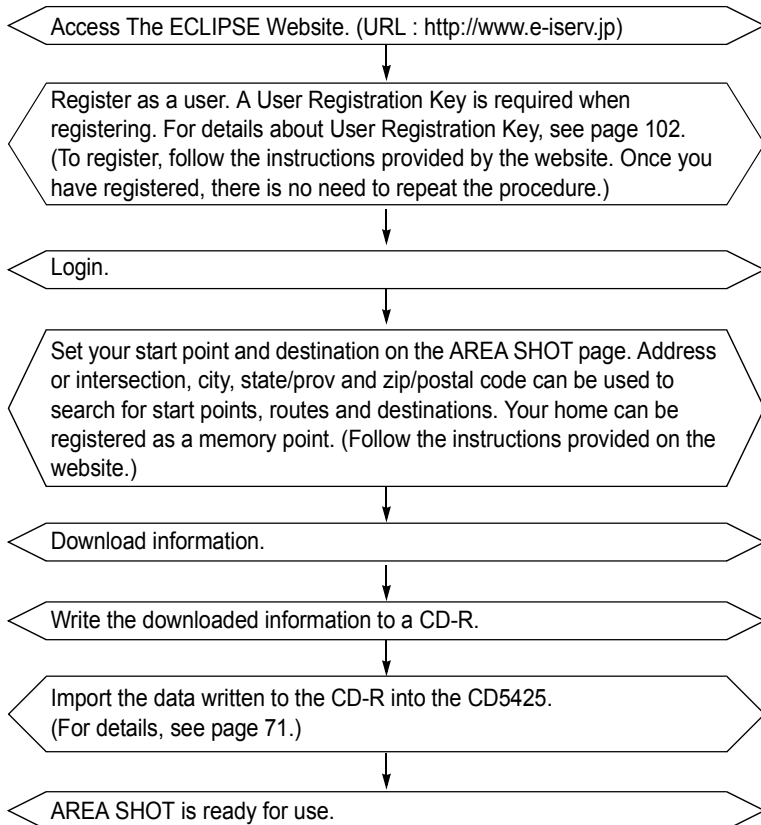 Access The ECLIPSE Website. (URL : http://www.e-iserv.jp)
Register as a user. A User Registration Key is required when
registering. For details about User Registration Key, see page 102.
(To register, follow the instructions provided by the website. Once you
have registered, there is no need to repeat the procedure.)
Login.
Set your start point and destination on the AREA SHOT page. Address
or intersection, city, state/prov and zip/postal code can be used to
search for start points, routes and destinations. Your home can be
registered as a memory point. (Follow the instructions provided on the
website.)
Download information.
Write the downloaded information to a CD-R.
Import the data written to the CD-R into the CD5425.
(For details, see page 71.)
AREA SHOT is ready for use.